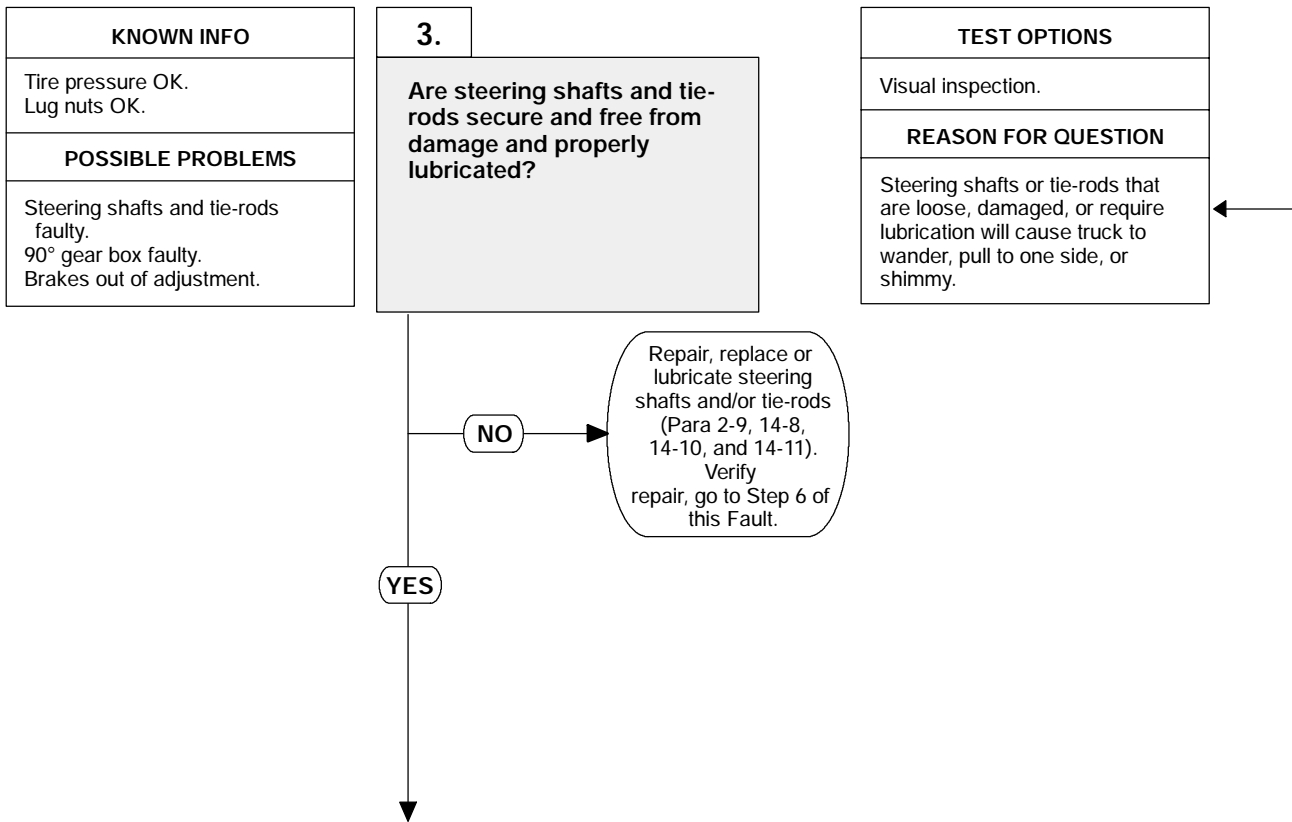 KNOWN INFO
Tire pressure OK.
Lug nuts OK.
POSSIBLE PROBLEMS
Steering shafts and tie-rods
faulty.
90° gear box faulty.
Brakes out of adjustment.
3.
Are steering shafts and tie-
rods secure and free from
damage and properly
lubricated?
TEST OPTIONS
Visual inspection.
REASON FOR QUESTION
Steering shafts or tie-rods that
are loose, damaged, or require
lubrication will cause truck to
wander, pull to one side, or
shimmy.
NO
Repair, replace or
lubricate steering
shafts and/or tie-rods
(Para 2-9, 14-8,
14-10, and 14-11).
Verify
repair, go to Step 6 of
this Fault.
YES